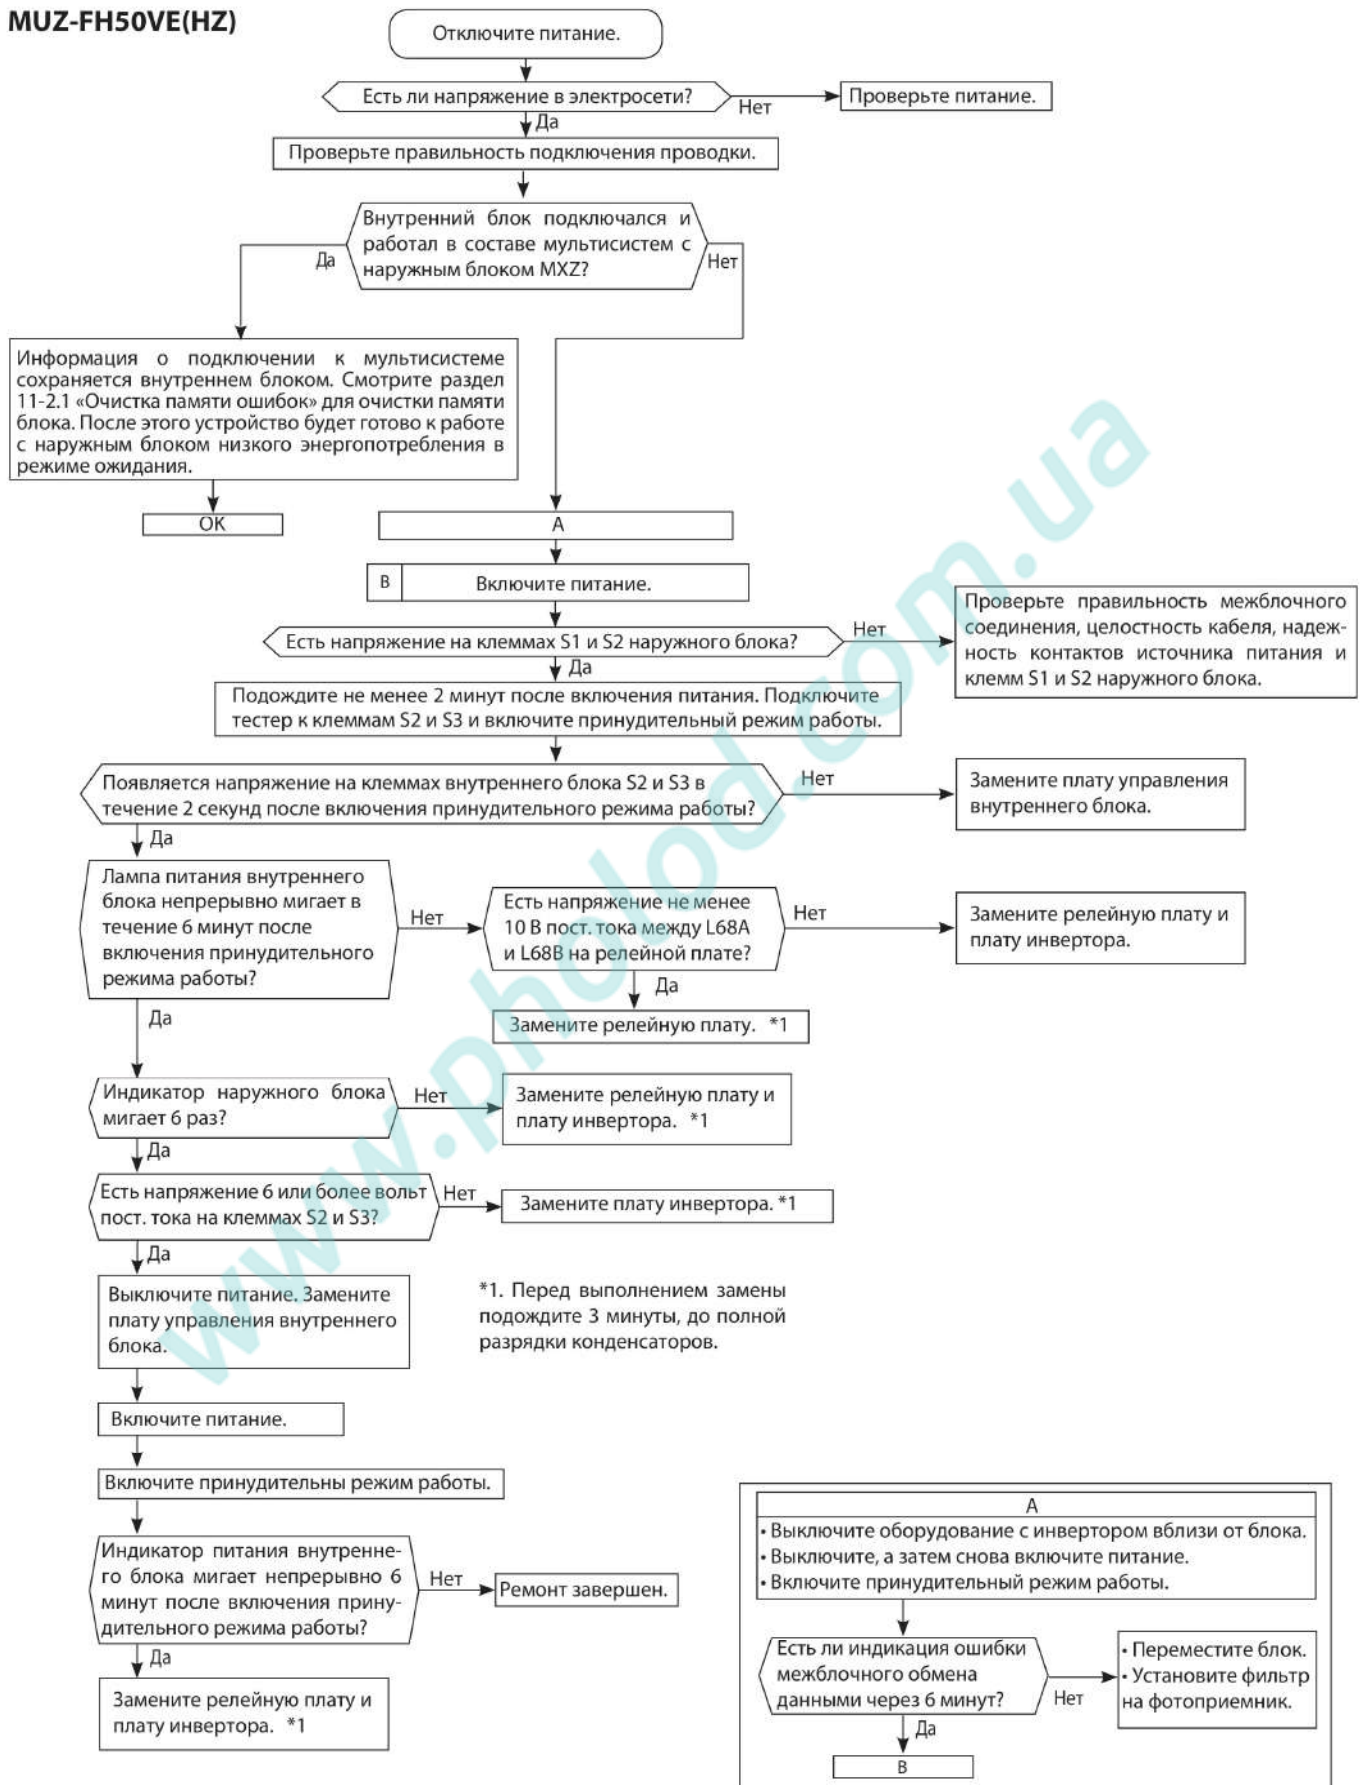 MUZ-FH50VE(HZ)
Отключите питание.
Есть ли напряжение в электросети?
Нет
Проверьте питание.
Да
Проверьте правильность подключения проводки.
Внутренний блок подключался и
работал в составе мультисистем с
наружным блоком MXZ?
Да
Нет
Информация о подключении к мультисистеме
сохраняется внутреннем блоком. Смотрите раздел
11-2.1 «Очистка памяти ошибок» для очистки памяти
блока. После этого устройство будет готово к работе
с наружным блоком низкого энергопотребления в
режиме ожидания.
OK
A
B
Включите питание.
Есть напряжение на клеммах S1 и S2 наружного блока?
Нет
Проверьте правильность межблочного
соединения, целостность кабеля, надеж-
ность контактов источника питания и
клемм S1 и S2 наружного блока.
Да
Подождите не менее 2 минут после включения питания. Подключите
тестер к клеммам S2 и S3 и включите принудительный режим работы.
Появляется напряжение на клеммах внутреннего блока S2 и S3 в
течение 2 секунд после включения принудительного режима работы?
Нет
Замените плату управления
внутреннего блока.
Да
Лампа питания внутреннего
блока непрерывно мигает в
течение 6 минут после
включения принудительного
режима работы?
Нет
Есть напряжение не менее
10 В пост. тока между L68A
и L68B на релейной плате?
Нет
Замените релейную плату и
плату инвертора.
Да
Замените релейную плату. *1
Да
Индикатор наружного блока
мигает 6 раз?
Нет
Замените релейную плату и
плату инвертора. *1
Да
Есть напряжение 6 или более вольт
пост. тока на клеммах S2 и S3?
Нет
Замените плату инвертора. *1
Да
Выключите питание. Замените
плату управления внутреннего
блока.
*1. Перед выполнением замены
подождите 3 минуты, до полной
разрядки конденсаторов.
Включите питание.
Включите принудительны режим работы.
Индикатор питания внутренне-
го блока мигает непрерывно 6
минут после включения прину-
дительного режима работы?
Нет
Ремонт завершен.
Да
Замените релейную плату и
плату инвертора. *1
A
• Выключите оборудование с инвертором вблизи от блока.
• Выключите, а затем снова включите питание.
• Включите принудительный режим работы.
Есть ли индикация ошибки
межблочного обмена
данными через 6 минут?
Нет
• Переместите блок.
• Установите фильтр
на фотоприемник.
Да
B
www.pholod.com.ua